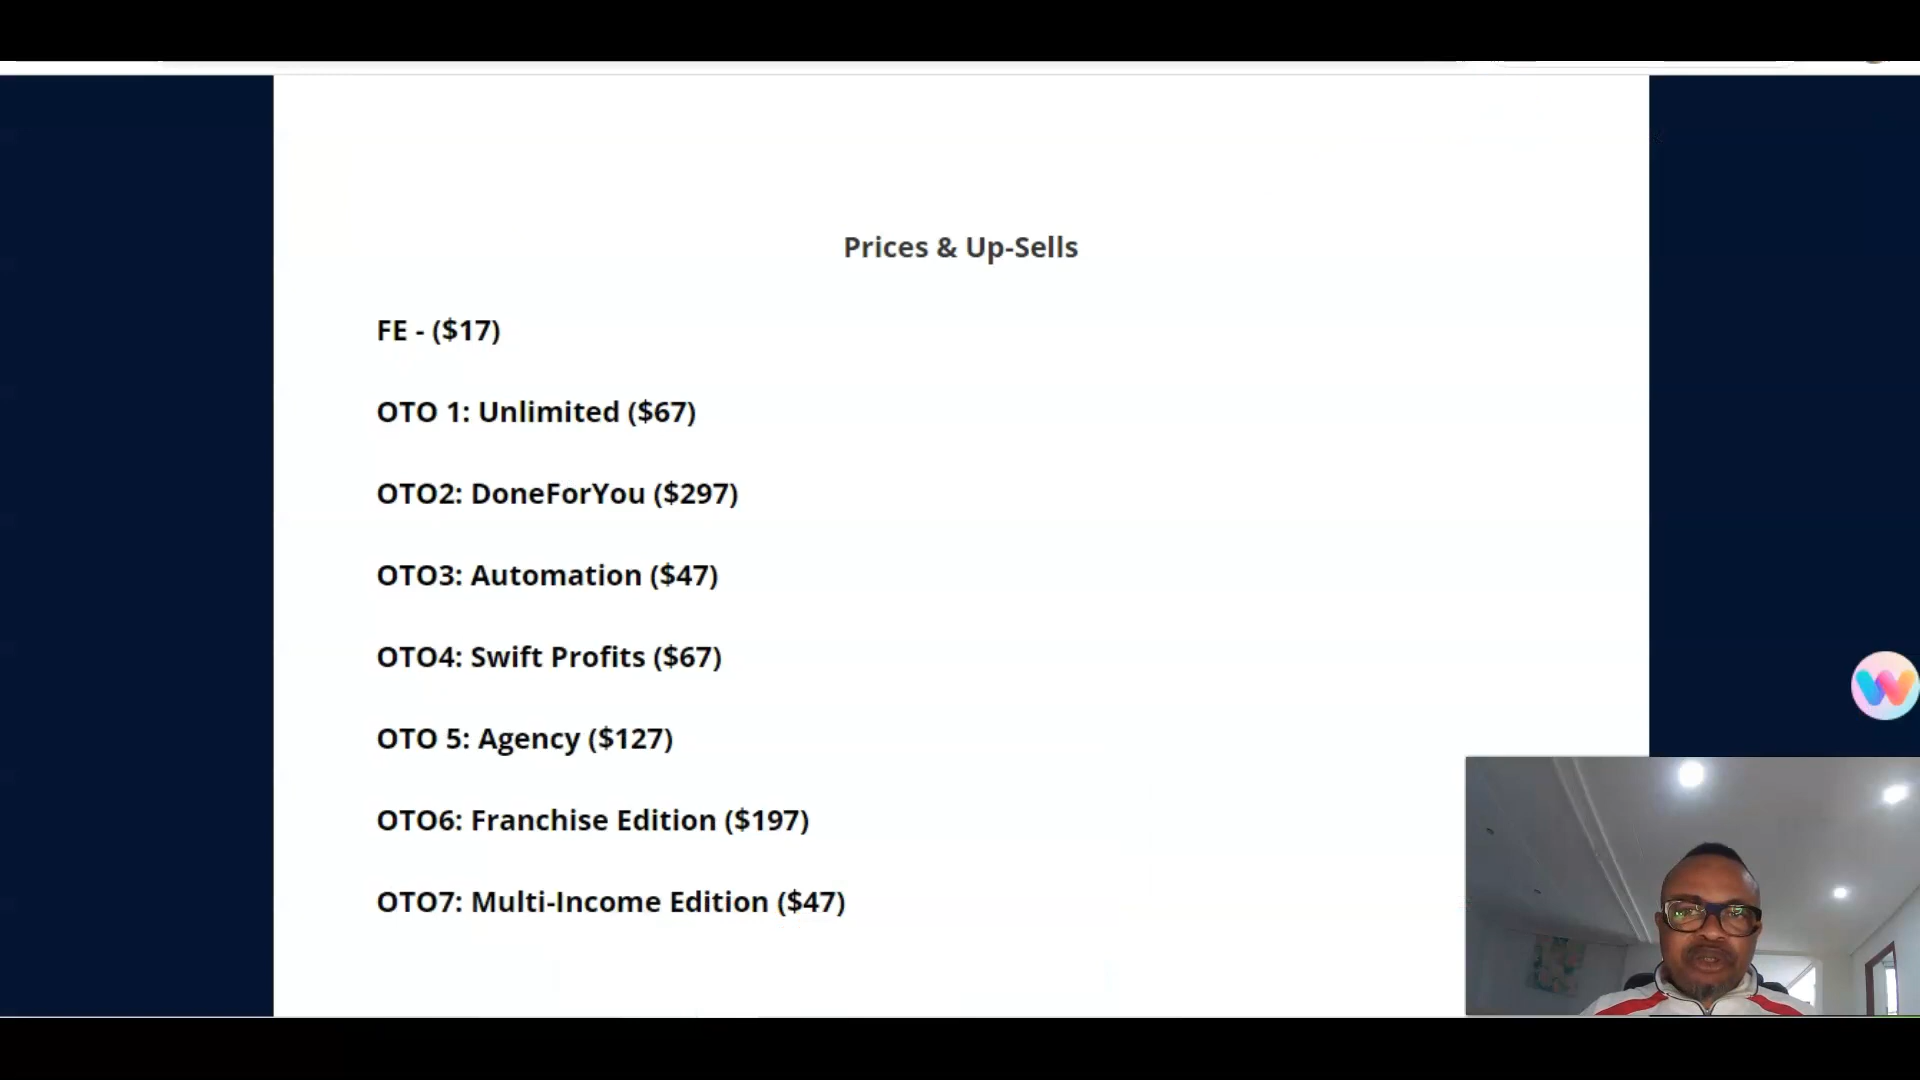 Prices & Up-Sells
FE - ($17)
OTO 1: Unlimited ($67)
OTO2: DoneForYou ($297)
OTO3: Automation ($47)
OTO4: Swift Profits ($67)
OTO 5: Agency ($127)
OTO6: Franchise Edition ($197)
OTO7: Multi-Income Edition ($47)